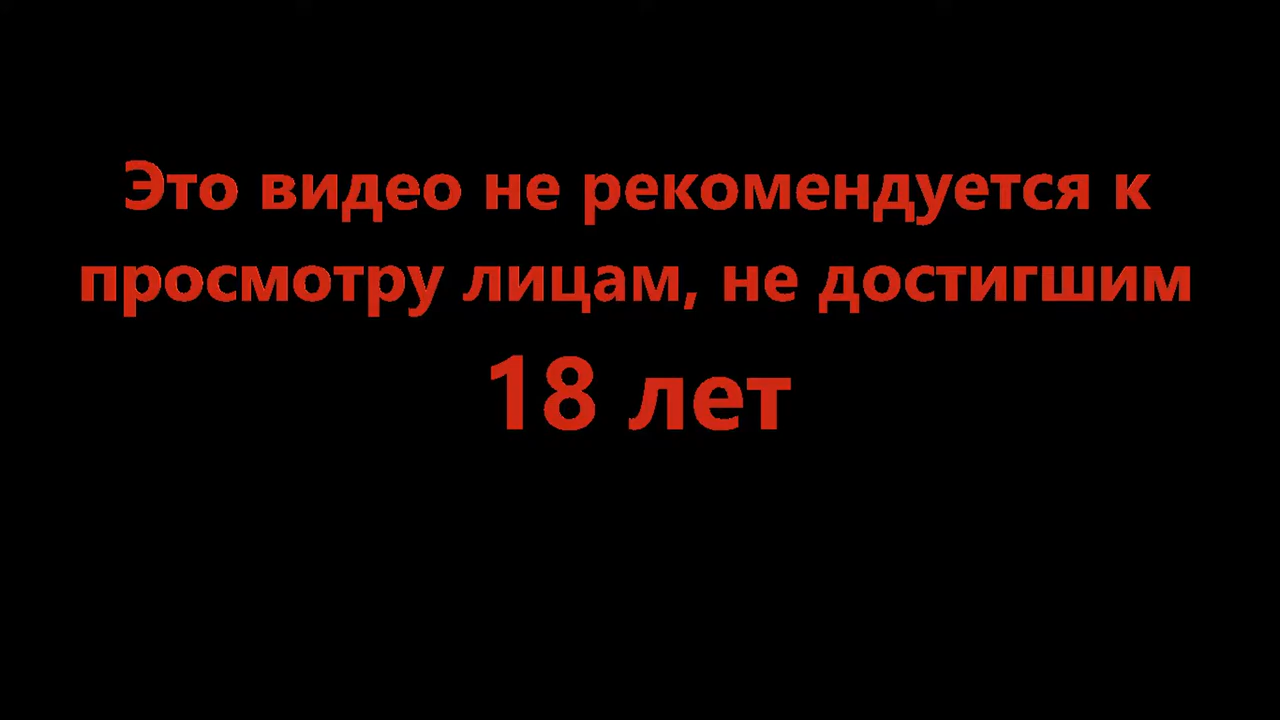 Это видео не рекомендуется к
просмотру лицам, не достигшим
18 лет